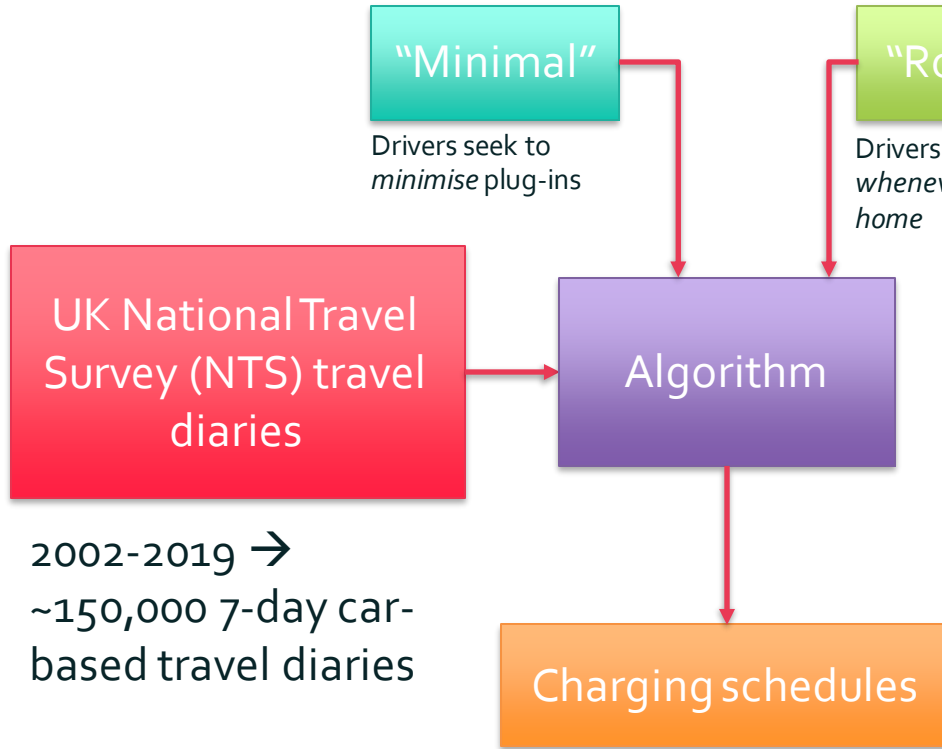 “Minimal”
Drivers seek to
minimise plug-ins
Drivers
home
UK National Travel
Survey (NTS) travel
diaries
Algorithm
2002-2019 →
~150,000 7-day car-
based travel diaries
Charging schedules